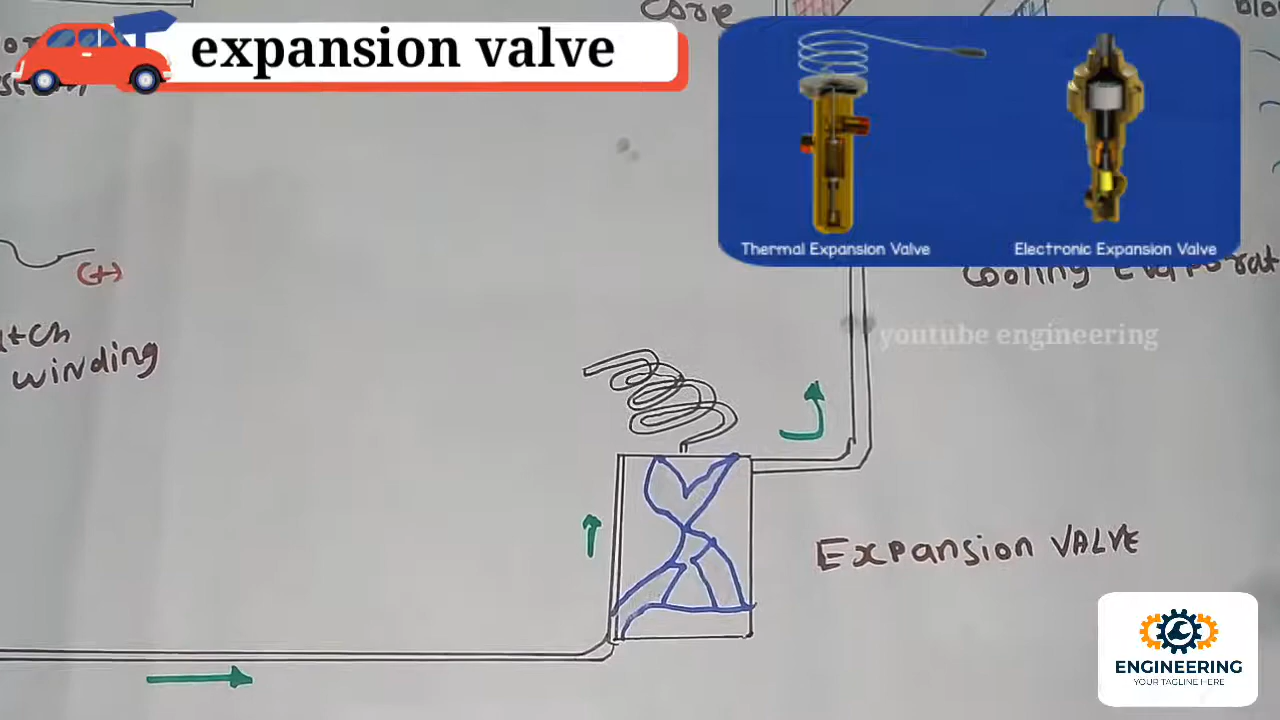 core
expansion valve
Thermal Expansion Valve
Electronic Expansion Valve
cooling Evaporat
(+)
youtube engineering
winding
Expansion VALVE
ENGINEERING
YOUR TAGLINE HERE